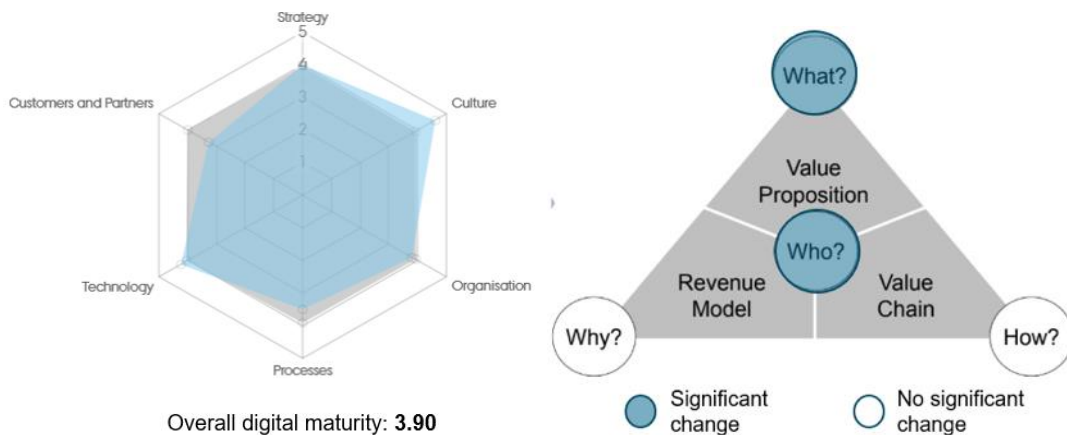 Strategy
5
4
3
2
1
Customers and Partners
Culture
Technology
Organisation
Processes
Overall digital maturity: 3.90
What?
Value
Proposition
Who?
Revenue
Model
Value
Chain
Why?
How?
Significant
change
No significant
change